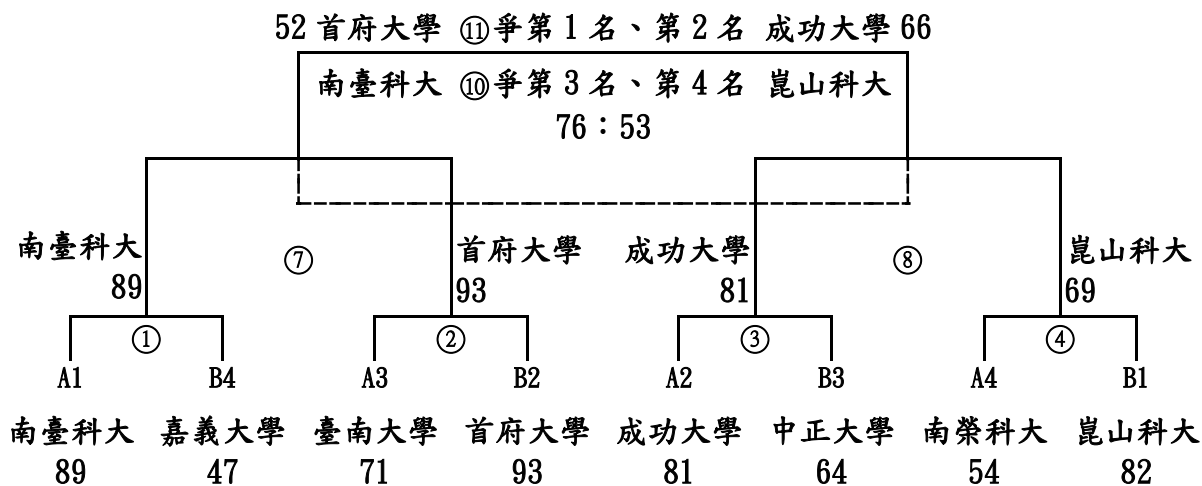 52 首府大學 ⑪爭第 1 名、第 2 名 成功大學 66
南臺科大 ⑩爭第 3 名、第 4 名 崑山科大
76：53
南臺科大 首府大學 成功大學 崑山科大
⑦ ⑧
89 93 81 69
① ② ③ ④
A1 B4 A3 B2 A2 B3 A4 B1
南臺科大 嘉義大學 臺南大學 首府大學 成功大學 中正大學 南榮科大 崑山科大
89 47 71 93 81 64 54 82